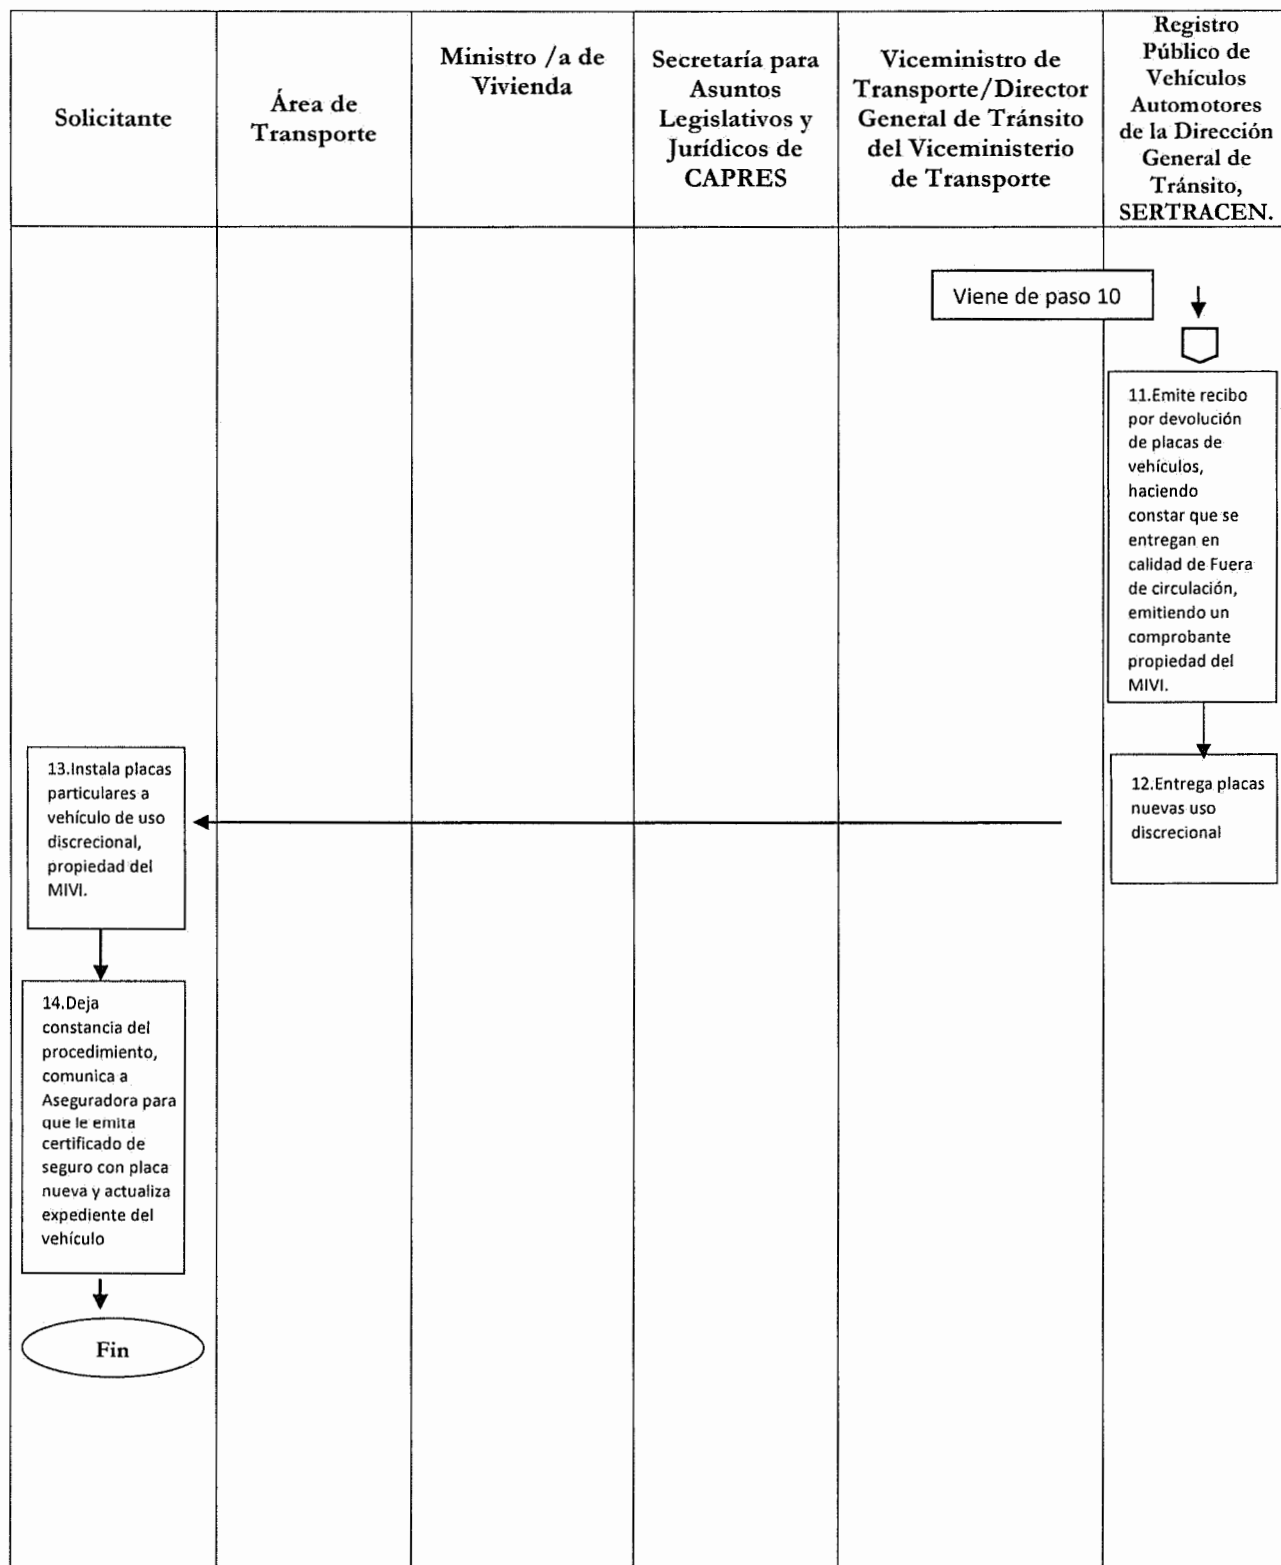 Solicitante
Área de
Transporte
Ministro /a de
Vivienda
Secretaría para
Asuntos
Legislativos y
Jurídicos de
CAPRES
Viceministro de
Transporte/Director
General de Tránsito
del Viceministerio
de Transporte
Registro
Público de
Vehículos
Automotores
de la Dirección
General de
Tránsito,
SERTRACEN.
Viene de paso 10
11.Emite recibo
por devolución
de placas de
vehículos,
haciendo
constar que se
entregan en
calidad de Fuera
de circulación,
emitiendo un
comprobante
propiedad del
MIVI.
12.Entrega placas
nuevas uso
discrecional
13.Instala placas
particulares a
vehículo de uso
discrecional,
propiedad del
MIVI.
14.Deja
constancia del
procedimiento,
comunica a
Aseguradora para
que le emita
certificado de
seguro con placa
nueva y actualiza
expediente del
vehículo
Fin